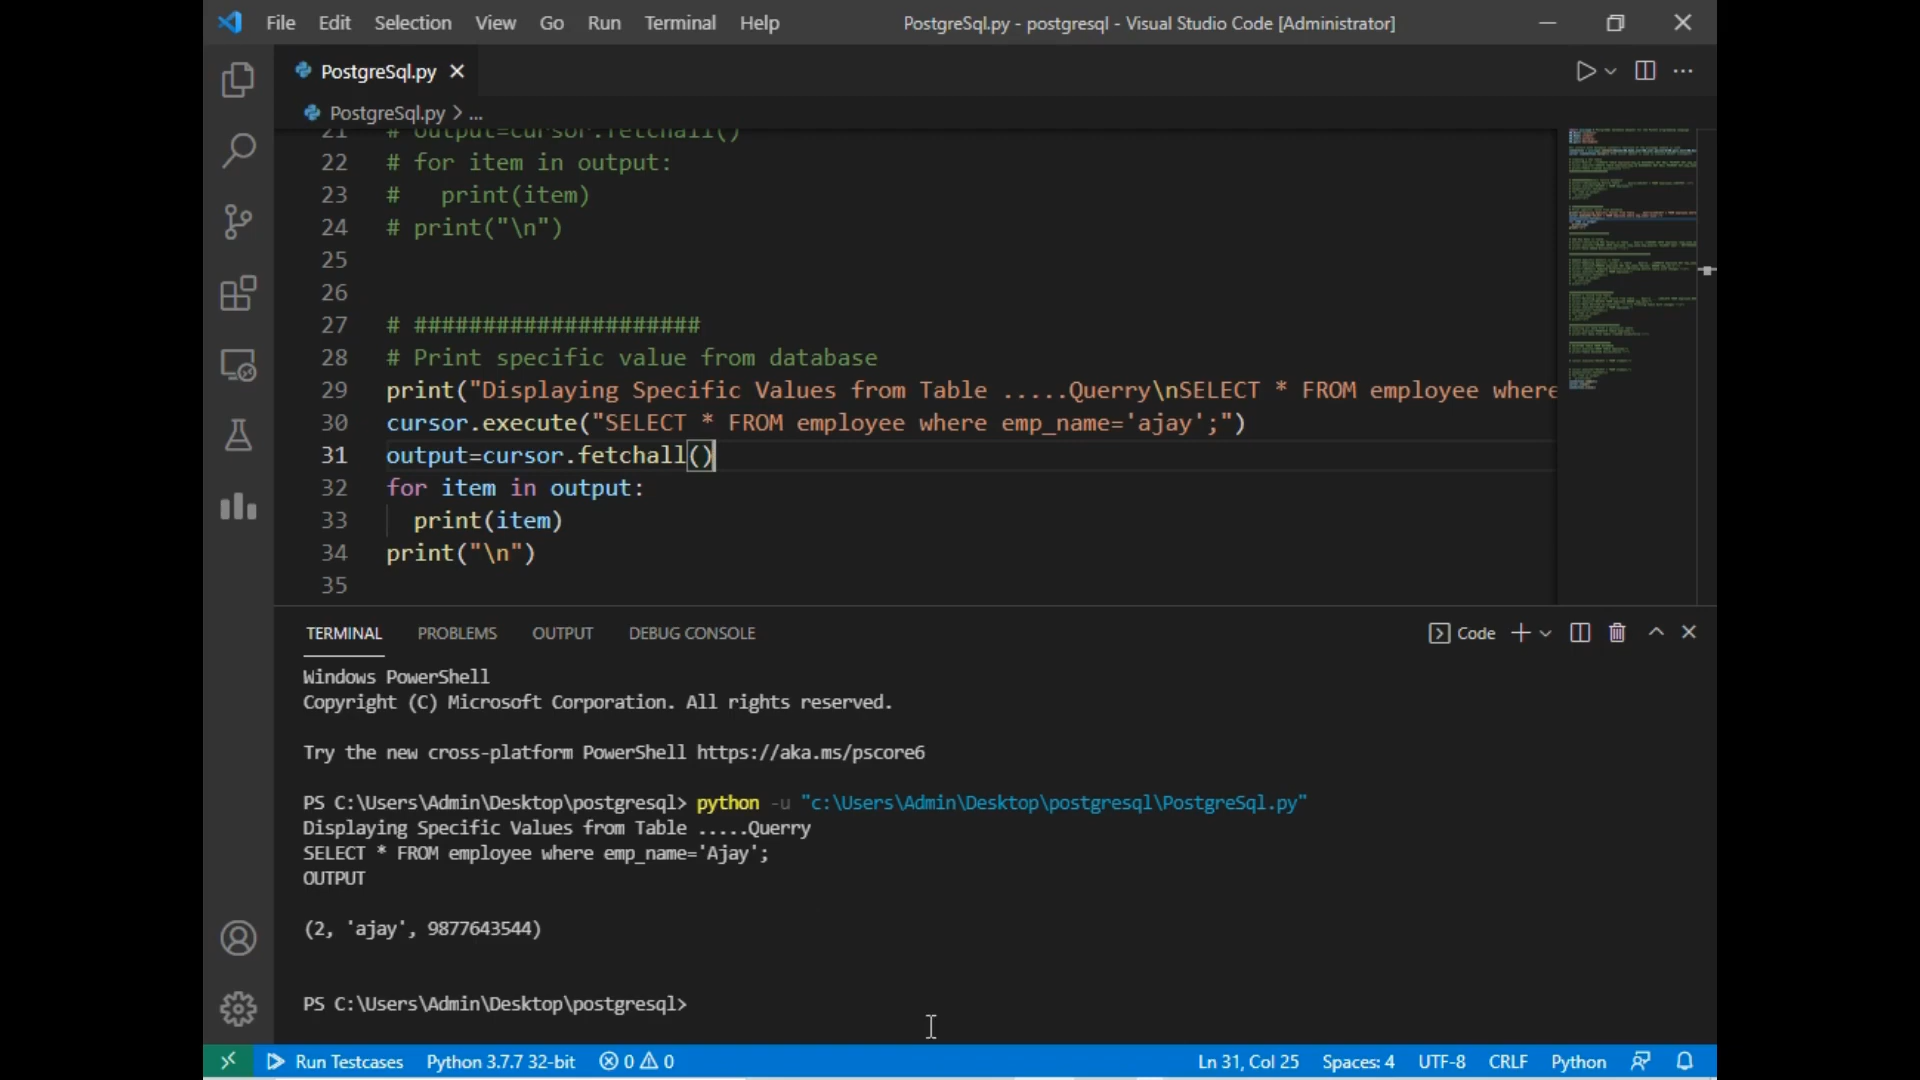 File Edit Selection View Go Run Terminal Help PostgreSql.py - postgresql - Visual Studio Code [Administrator]
PostgreSql.py
PostgreSql.py > ...
21 # output=cursor.fetchall()
22 # for item in output:
23 #   print(item)
24 # print("\n")
25
26
27 # #####################
28 # Print specific value from database
29 print("Displaying Specific Values from Table .....Querry\nSELECT * FROM employee where
30 cursor.execute("SELECT * FROM employee where emp_name='ajay';")
31 output=cursor.fetchall()
32 for item in output:
33   print(item)
34 print("\n")
35
TERMINAL PROBLEMS OUTPUT DEBUG CONSOLE Code
Windows PowerShell
Copyright (C) Microsoft Corporation. All rights reserved.
Try the new cross-platform PowerShell https://aka.ms/pscore6
PS C:\Users\Admin\Desktop\postgresql> python -u "c:\Users\Admin\Desktop\postgresql\PostgreSql.py"
Displaying Specific Values from Table .....Querry
SELECT * FROM employee where emp_name='Ajay';
OUTPUT
(2, 'ajay', 9877643544)
PS C:\Users\Admin\Desktop\postgresql>
Run Testcases Python 3.7.7 32-bit 0 0 Ln 31, Col 25 Spaces: 4 UTF-8 CRLF Python